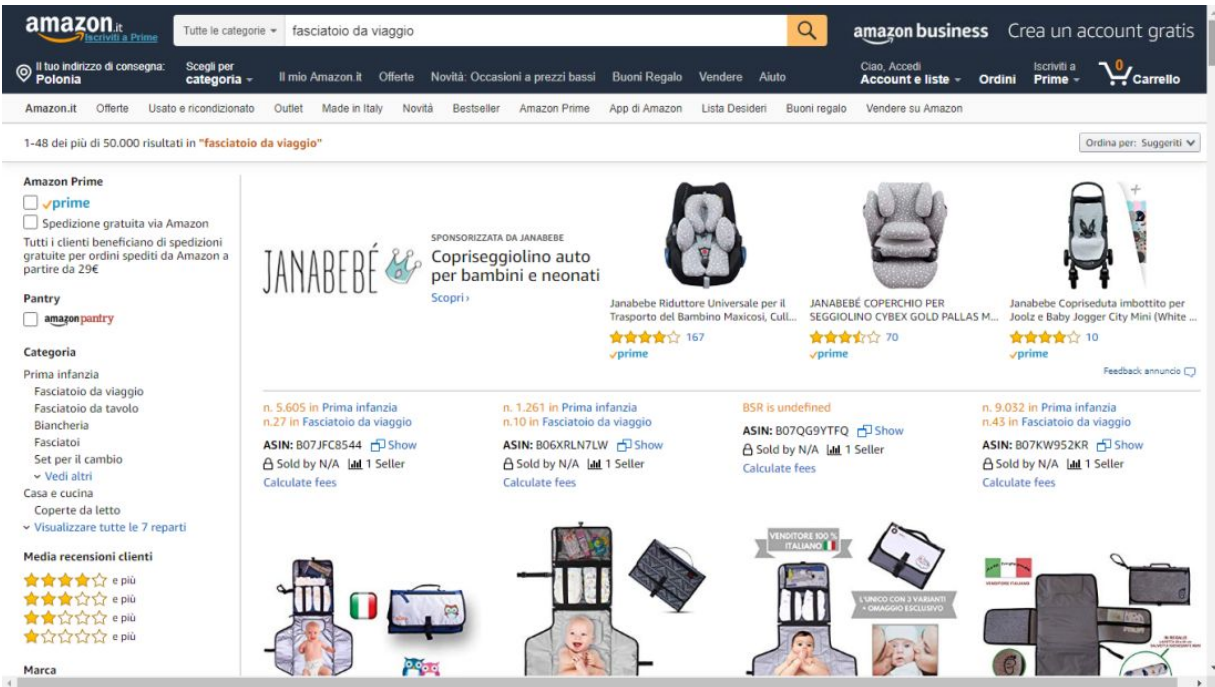 amazon.it
Iscriviti a Prime
Tutte le categorie
fasciatoio da viaggio
amazon business Crea un account gratis
Il tuo indirizzo di consegna:
Polonia
Scegli per
categoria
Il mio Amazon.it Offerte Novità: Occasioni a prezzi bassi Buoni Regalo Vendere Aiuto
Ciao, Accedi
Account e liste
Ordini
Iscriviti a
Prime
0
Carrello
Amazon.it Offerte Usato e ricondizionato Outlet Made in Italy Novità Bestseller Amazon Prime App di Amazon Lista Desideri Buoni regalo Vendere su Amazon
1-48 dei più di 50.000 risultati in "fasciatoio da viaggio"
Ordina per: Suggeriti
Amazon Prime
prime
Spedizione gratuita via Amazon
Tutti i clienti beneficiano di spedizioni
gratuite per ordini spediti da Amazon a
partire da 29€
Pantry
amazon pantry
Categoria
Prima infanzia
Fasciatoio da viaggio
Fasciatoio da tavolo
Biancheria
Fasciatoi
Set per il cambio
Vedi altri
Casa e cucina
Coperte da letto
Visualizzare tutte le 7 reparti
Media recensioni clienti
e più
e più
e più
e più
Marca
JANABEBÉ
SPONSORIZZATA DA JANABEBE
Copriseggiolino auto
per bambini e neonati
Scopri ›
Janabebe Riduttore Universale per il
Trasporto del Bambino Maxicosi, Cull...
167
prime
JANABEBÉ COPERCHIO PER
SEGGIOLINO CYBEX GOLD PALLAS M...
70
prime
Janabebe Copriseduta imbottito per
Joolz e Baby Jogger City Mini (White ...
10
prime
Feedback annuncio
n. 5.605 in Prima infanzia
n.27 in Fasciatoio da viaggio
ASIN: B07JFC8544 Show
Sold by N/A 1 Seller
Calculate fees
n. 1.261 in Prima infanzia
n.10 in Fasciatoio da viaggio
ASIN: B06XRLN7LW Show
Sold by N/A 1 Seller
Calculate fees
BSR is undefined
ASIN: B07QG9YTFQ Show
Sold by N/A 1 Seller
Calculate fees
n. 9.032 in Prima infanzia
n.43 in Fasciatoio da viaggio
ASIN: B07KW952KR Show
Sold by N/A 1 Seller
Calculate fees
VENDITORE 100 %
ITALIANO
L'UNICO CON 3 VARIANTI
+ OMAGGIO ESCLUSIVO
VENDITORE ITALIANO
IN REGALO